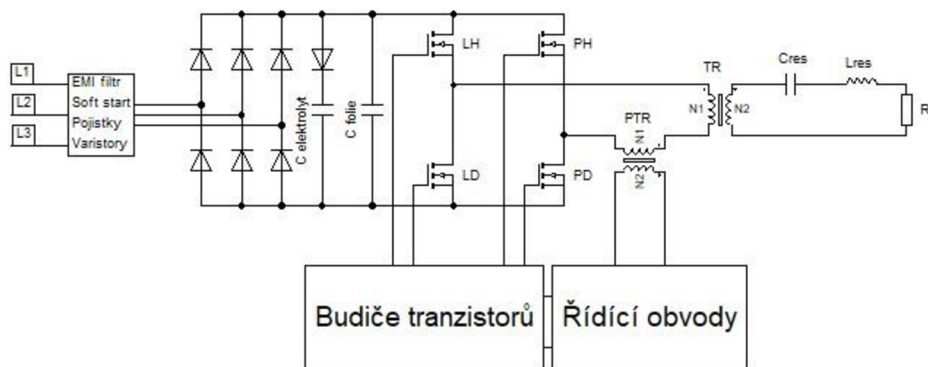 L1
L2
L3
EMI filtr
Soft start
Pojistky
Varistory
C elektrolyt
C folie
LH
PH
LD
PD
PTR
N1
N2
TR
N1
N2
Cres
Lres
R
Budiče tranzistorů
Řídící obvody